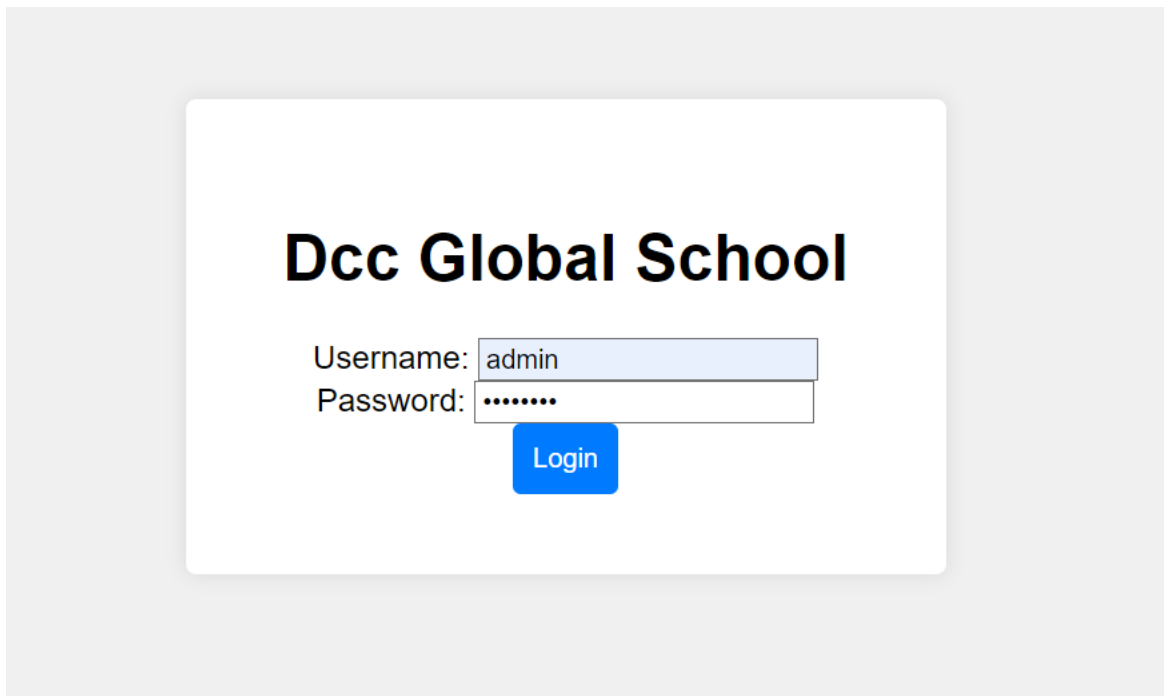 Dcc Global School
Username: admin
Password: ••••••••
Login